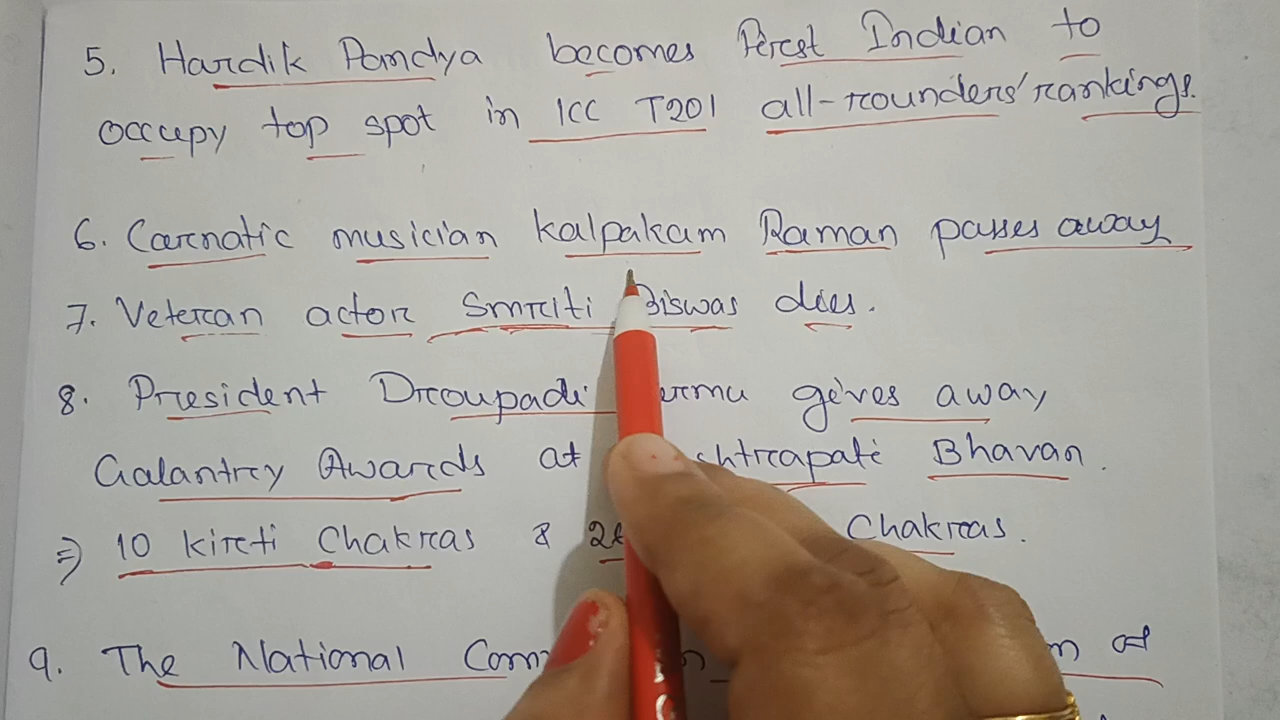 5. Hardik Pandya becomes First Indian to
occupy top spot in ICC T20I all-rounders' rankings.
6. Carnatic musician Kalpakam Raman passes away
7. Veteran actor Smriti Biswas dies.
8. President Droupadi gives away
Galantry Awards at Bhavan.
⇒ 10 kirti Chakras & Chakras.
9. The National